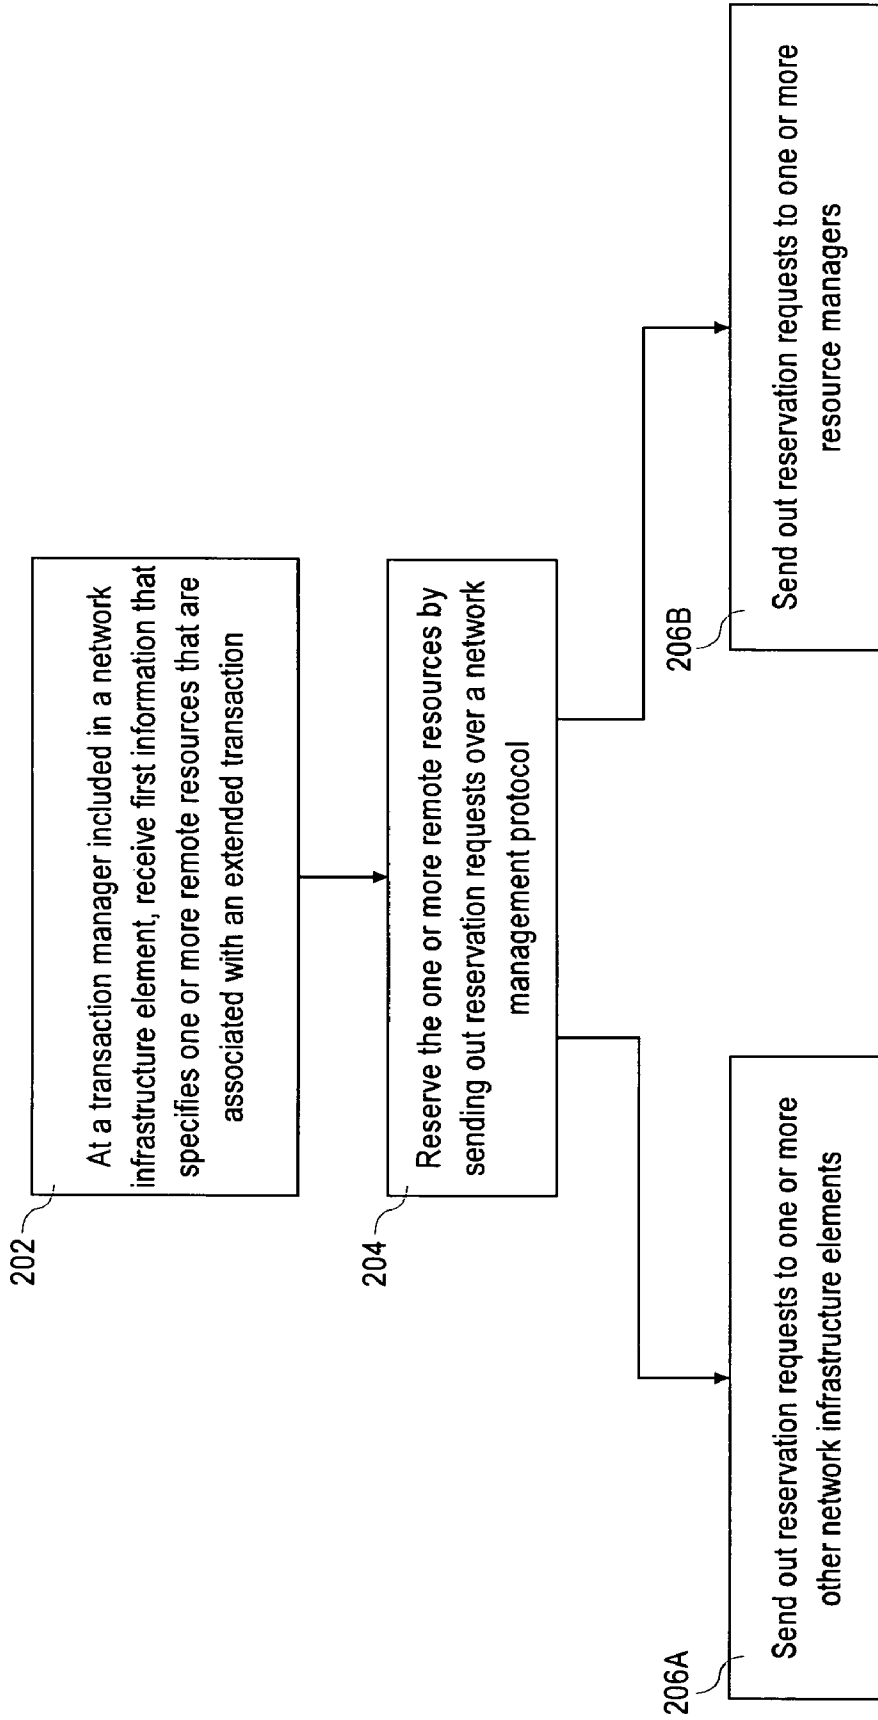 202
At a transaction manager included in a network
infrastructure element, receive first information that
specifies one or more remote resources that are
associated with an extended transaction
204
Reserve the one or more remote resources by
sending out reservation requests over a network
management protocol
206A
Send out reservation requests to one or more
other network infrastructure elements
206B
Send out reservation requests to one or more
resource managers